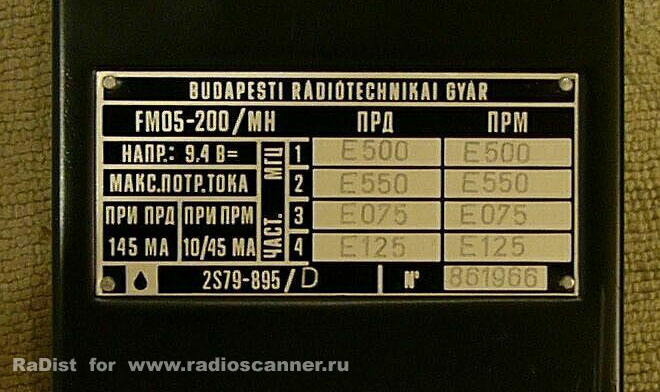 BUDAPESTI RÁDIÓTECHNIKAI GYÁR
FM05-200/MH ПРД ПРМ
НАПР.: 9,4 В= ЧАСТ. МГЦ 1 E500 E500
МАКС.ПОТР.ТОКА 2 E550 E550
ПРИ ПРД ПРИ ПРМ 3 E075 E075
145 МА 10/45 МА 4 E125 E125
2S79-895/D N° 861966
RaDist for www.radioscanner.ru